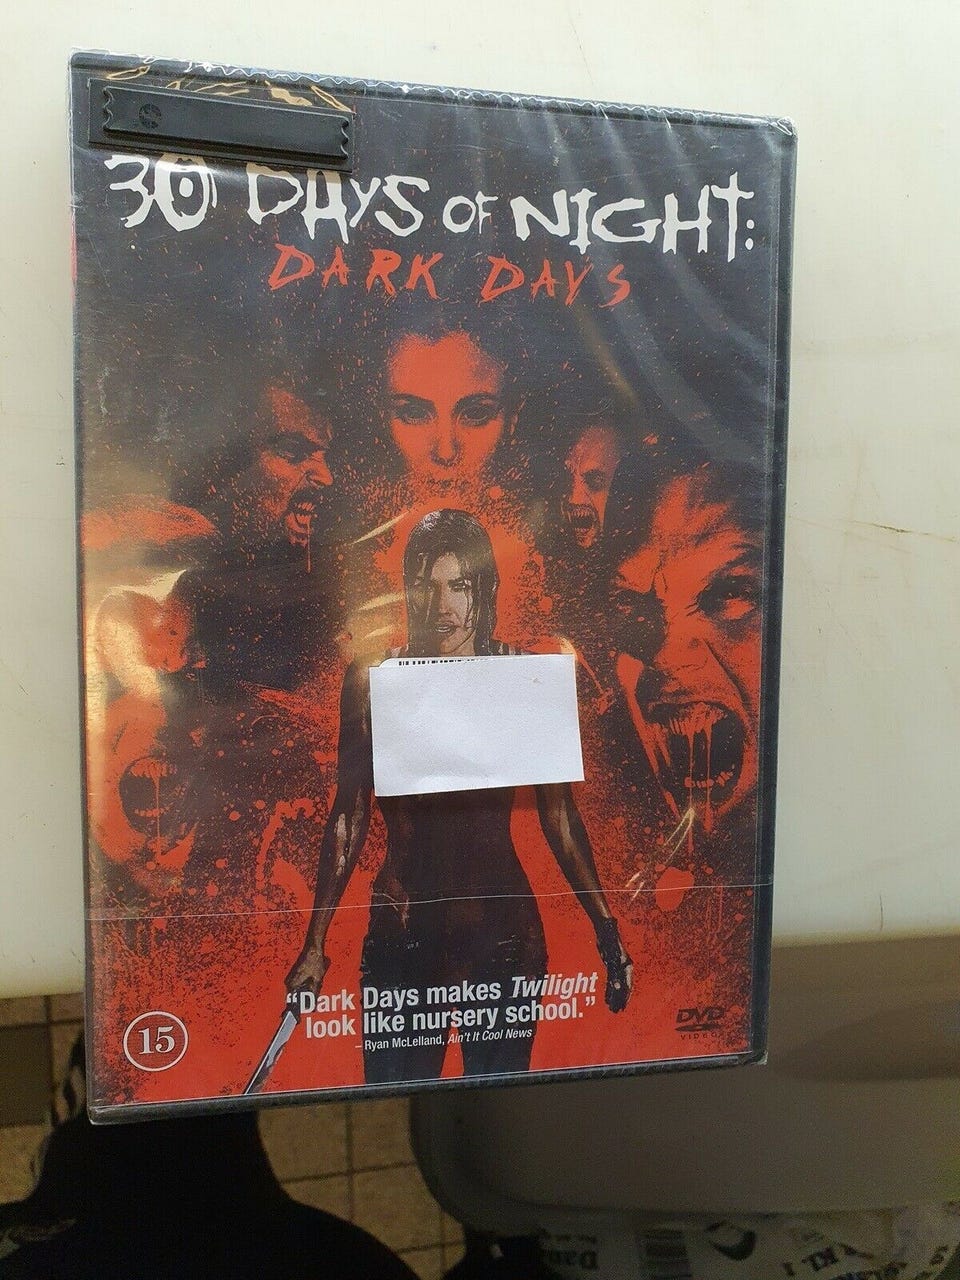 30 DAYS OF NIGHT:
DARK DAYS
“Dark Days makes Twilight
look like nursery school.”
– Ryan McLelland, Ain't It Cool News
15
DVD
VIDEO